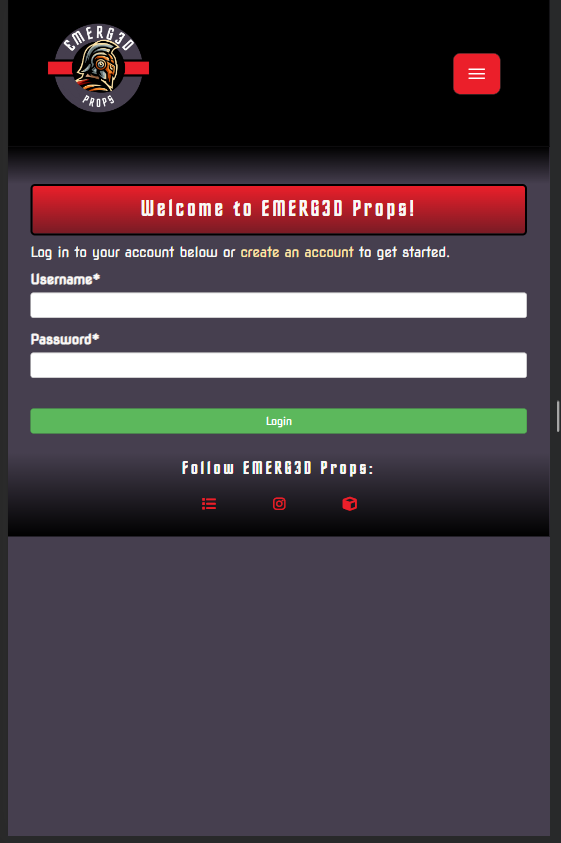 EMERG3D
PROPS
Welcome to EMERG3D Props!
Log in to your account below or create an account to get started.
Username*
Password*
Login
Follow EMERG3D Props: